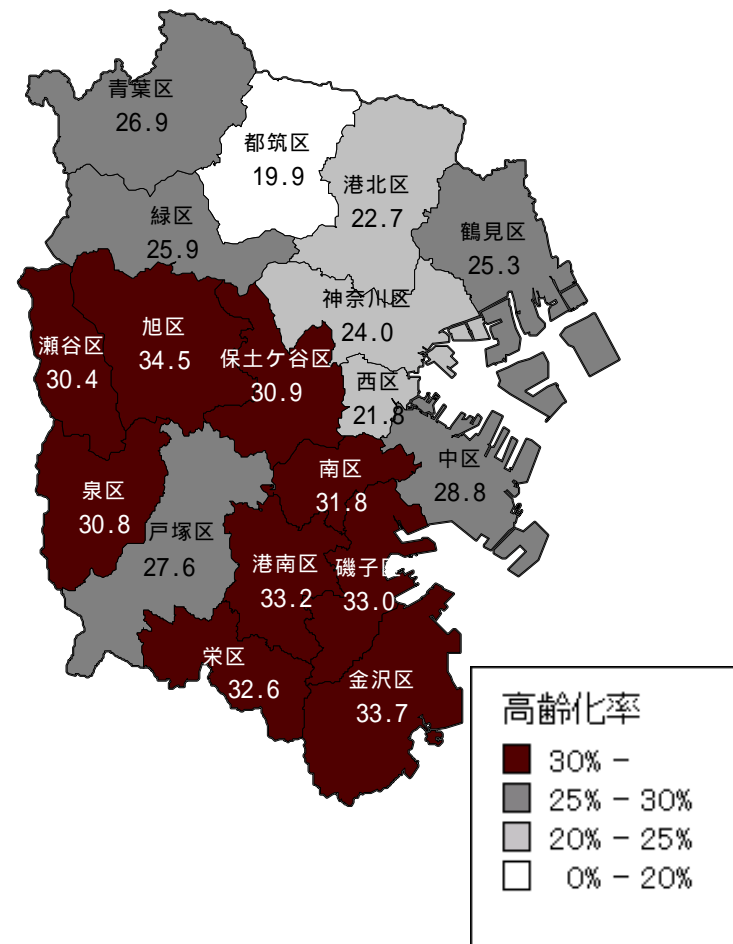 青葉区
26.9
都筑区
19.9
港北区
22.7
緑区
25.9
鶴見区
25.3
神奈川区
24.0
旭区
34.5
瀬谷区
30.4
保土ケ谷区
30.9
西区
21.8
中区
28.8
南区
31.8
泉区
30.8
戸塚区
27.6
港南区
33.2
磯子区
33.0
栄区
32.6
金沢区
33.7
高齢化率
30% -
25% - 30%
20% - 25%
0% - 20%